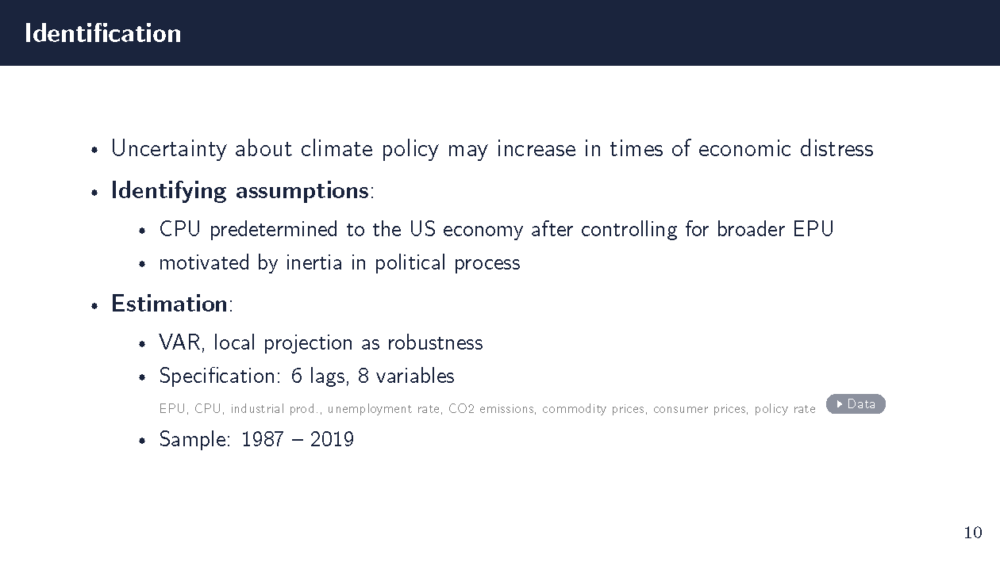 Identification
• Uncertainty about climate policy may increase in times of economic distress
• Identifying assumptions:
• CPU predetermined to the US economy after controlling for broader EPU
• motivated by inertia in political process
• Estimation:
• VAR, local projection as robustness
• Specification: 6 lags, 8 variables
EPU, CPU, industrial prod., unemployment rate, CO2 emissions, commodity prices, consumer prices, policy rate Data
• Sample: 1987 – 2019
10